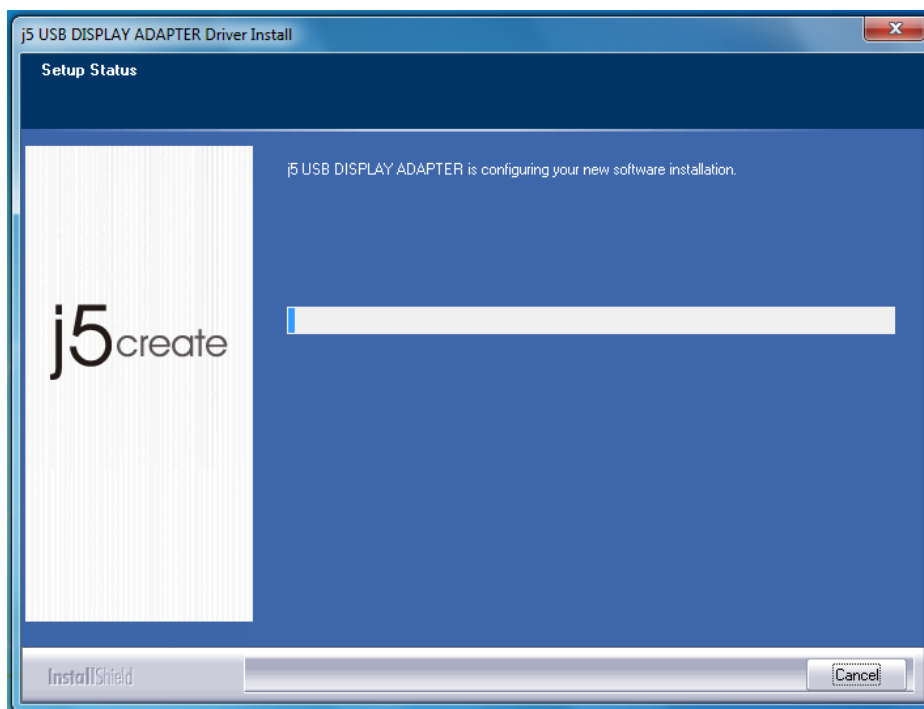 j5 USB DISPLAY ADAPTER Driver Install
Setup Status
j5 USB DISPLAY ADAPTER is configuring your new software installation.
j5create
InstallShield
Cancel